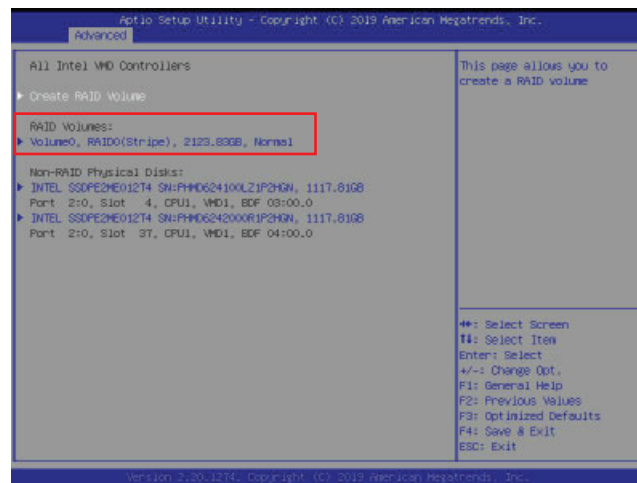 Aptio Setup Utility - Copyright (C) 2019 American Megatrends, Inc.
Advanced
All Intel VMD Controllers
Create RAID Volume
RAID Volumes:
Volume0, RAID0(Stripe), 2123.83GB, Normal
Non-RAID Physical Disks:
INTEL SSDPE2ME012T4 SN:PHMD624100LZ1P2HGN, 1117.81GB
Port 2:0, Slot 4, CPU1, VMD1, BDF 03:00.0
INTEL SSDPE2ME012T4 SN:PHMD6242000R1P2HGN, 1117.81GB
Port 2:0, Slot 37, CPU1, VMD1, BDF 04:00.0
This page allows you to
create a RAID volume
→←: Select Screen
↑↓: Select Item
Enter: Select
+/-: Change Opt.
F1: General Help
F2: Previous Values
F3: Optimized Defaults
F4: Save & Exit
ESC: Exit
Version 2.20.1274. Copyright (C) 2019 American Megatrends, Inc.